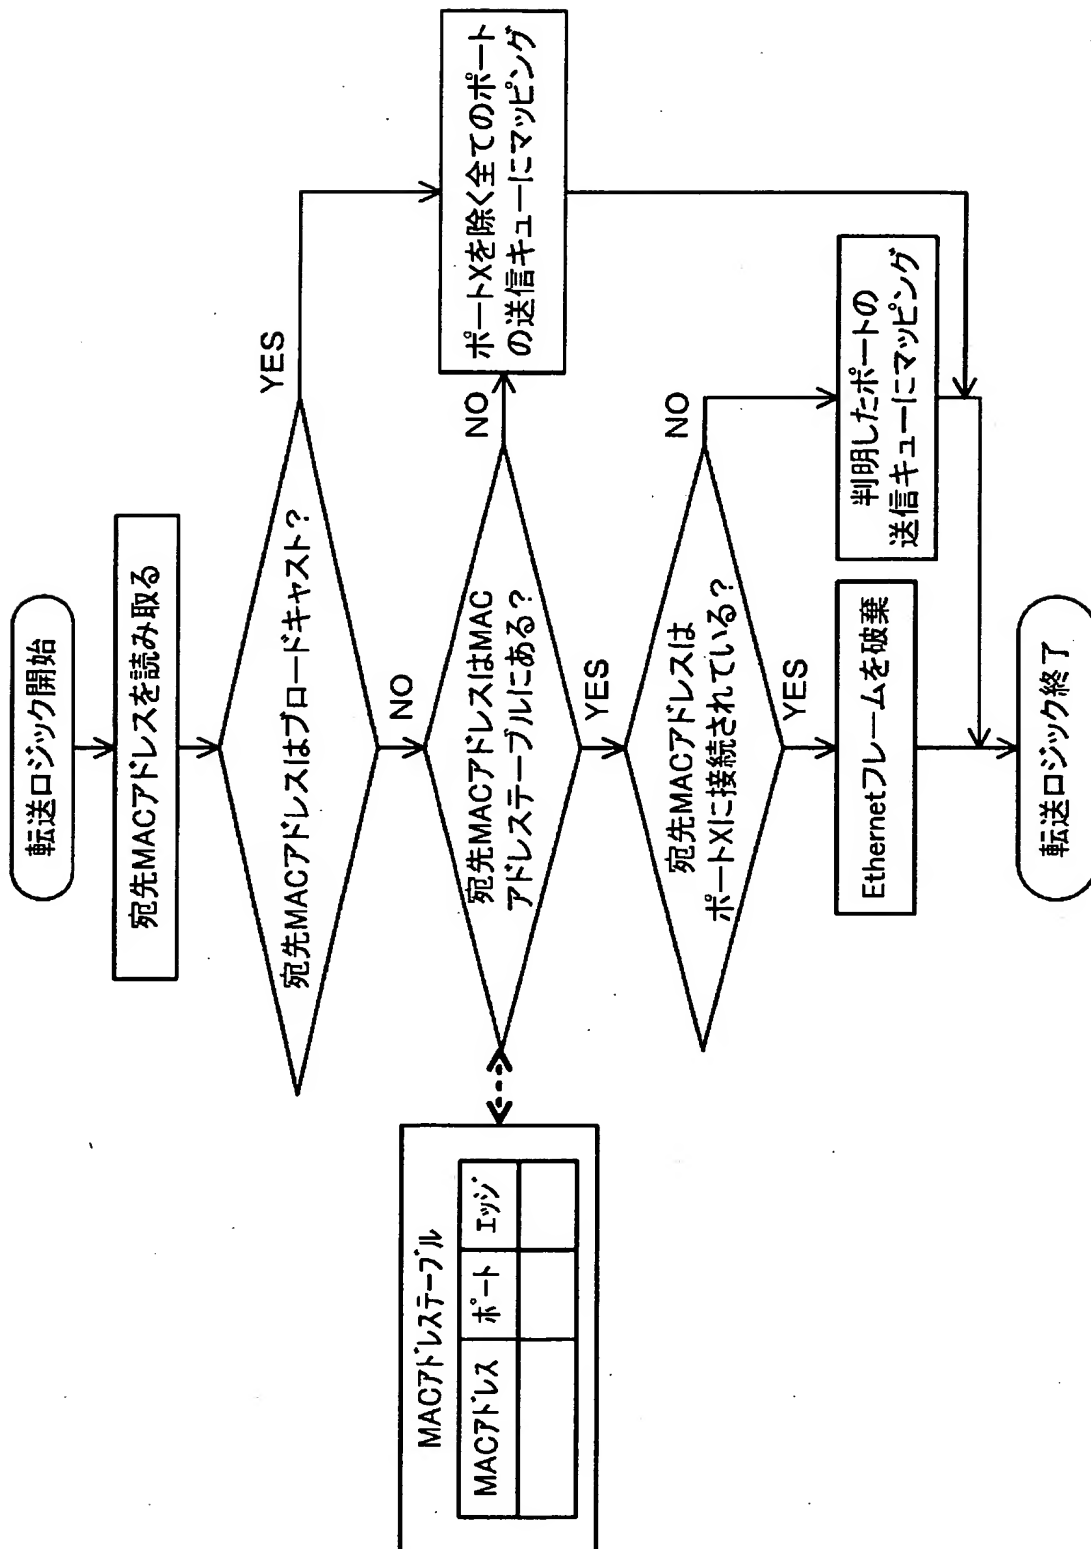 転送ロジック開始
宛先MACアドレスを読み取る
宛先MACアドレスはブロードキャスト？
YES
NO
ポートXを除く全てのポート
の送信キューにマッピング
MACアドレステーブル
MACアドレス
ポート
エッジ
宛先MACアドレスはMAC
アドレステーブルにある？
NO
YES
宛先MACアドレスは
ポートXに接続されている？
NO
YES
判明したポートの
送信キューにマッピング
Ethernetフレームを破棄
転送ロジック終了